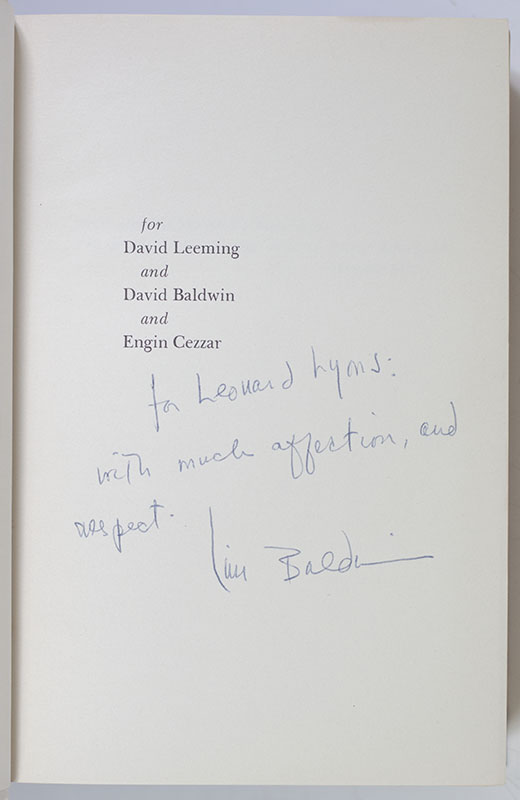 for
David Leeming
and
David Baldwin
and
Engin Cezzar
for Leonard Lyons:
with much affection, and
respect.
Jim Baldwin